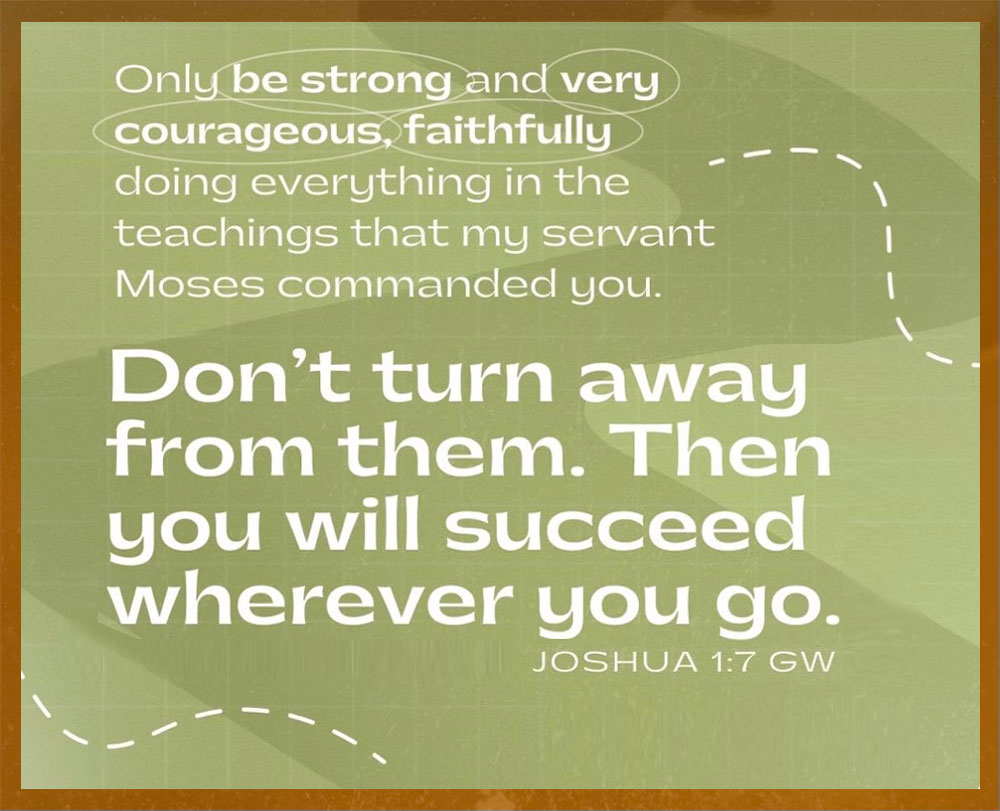 Only be strong and very
courageous, faithfully
doing everything in the
teachings that my servant
Moses commanded you.
Don’t turn away
from them. Then
you will succeed
wherever you go.
JOSHUA 1:7 GW